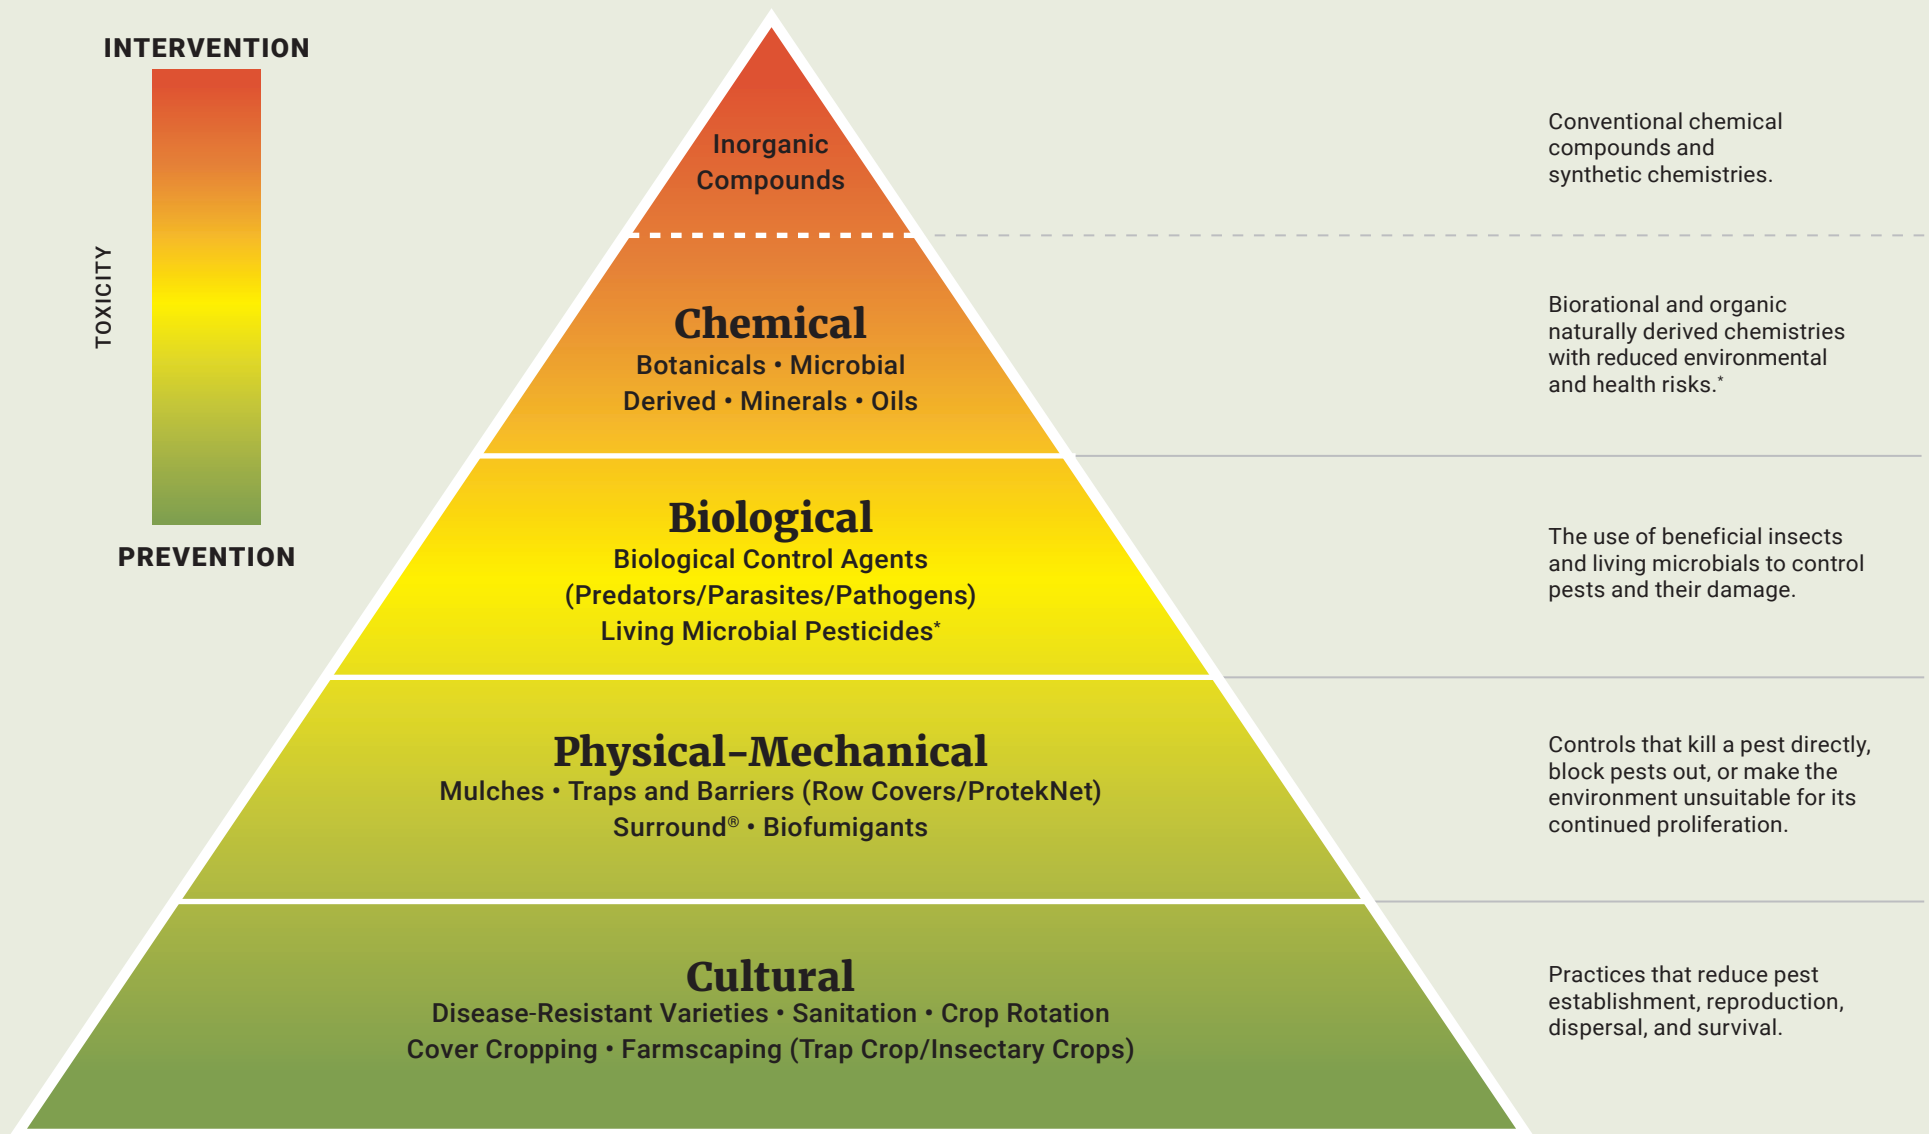 INTERVENTION
TOXICITY
PREVENTION
Inorganic
Compounds
Conventional chemical
compounds and
synthetic chemistries.
Chemical
Botanicals • Microbial
Derived • Minerals • Oils
Biorational and organic
naturally derived chemistries
with reduced environmental
and health risks.*
Biological
Biological Control Agents
(Predators/Parasites/Pathogens)
Living Microbial Pesticides*
The use of beneficial insects
and living microbials to control
pests and their damage.
Physical–Mechanical
Mulches • Traps and Barriers (Row Covers/ProtekNet)
Surround® • Biofumigants
Controls that kill a pest directly,
block pests out, or make the
environment unsuitable for its
continued proliferation.
Cultural
Disease-Resistant Varieties • Sanitation • Crop Rotation
Cover Cropping • Farmscaping (Trap Crop/Insectary Crops)
Practices that reduce pest
establishment, reproduction,
dispersal, and survival.